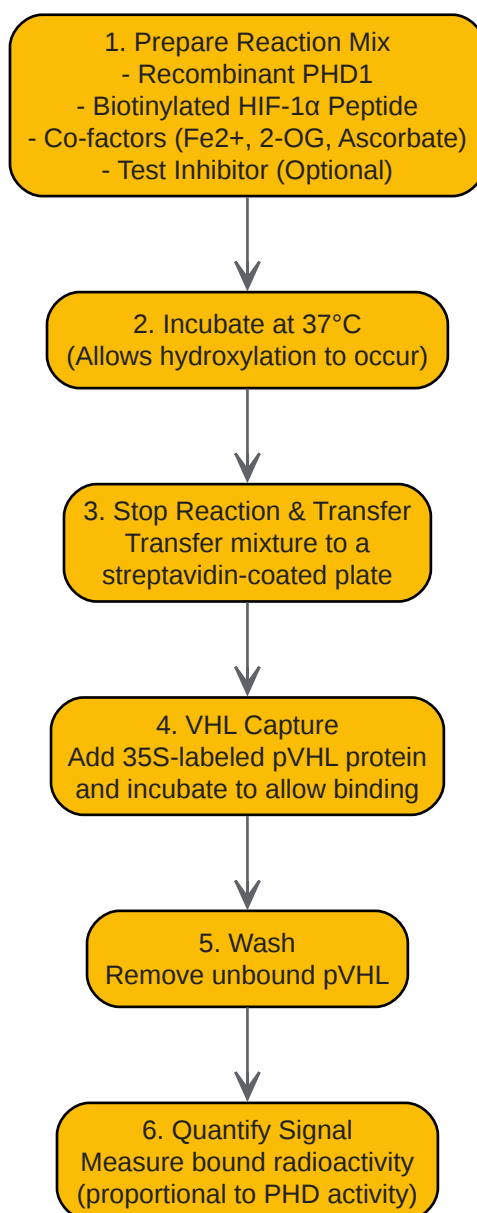 1. Prepare Reaction Mix
- Recombinant PHD1
- Biotinylated HIF-1α Peptide
- Co-factors (Fe2+, 2-OG, Ascorbate)
- Test Inhibitor (Optional)
2. Incubate at 37°C
(Allows hydroxylation to occur)
3. Stop Reaction & Transfer
Transfer mixture to a
streptavidin-coated plate
4. VHL Capture
Add 35S-labeled pVHL protein
and incubate to allow binding
5. Wash
Remove unbound pVHL
6. Quantify Signal
Measure bound radioactivity
(proportional to PHD activity)